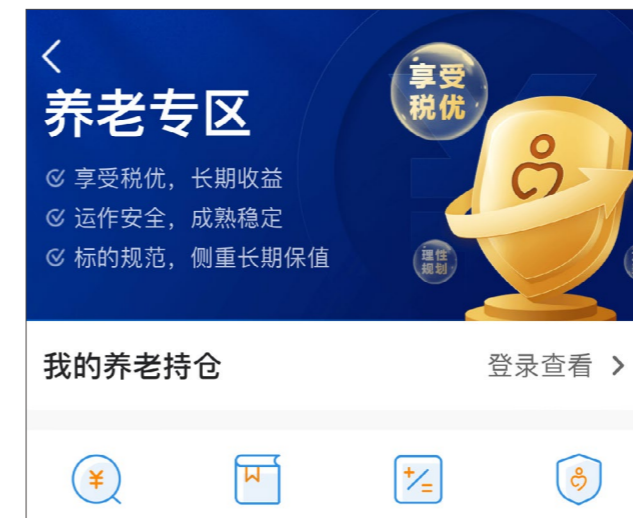 养老专区
享受税优，长期收益
运作安全，成熟稳定
标的规范，侧重长期保值
享受
税优
理性
规划
我的养老持仓
登录查看